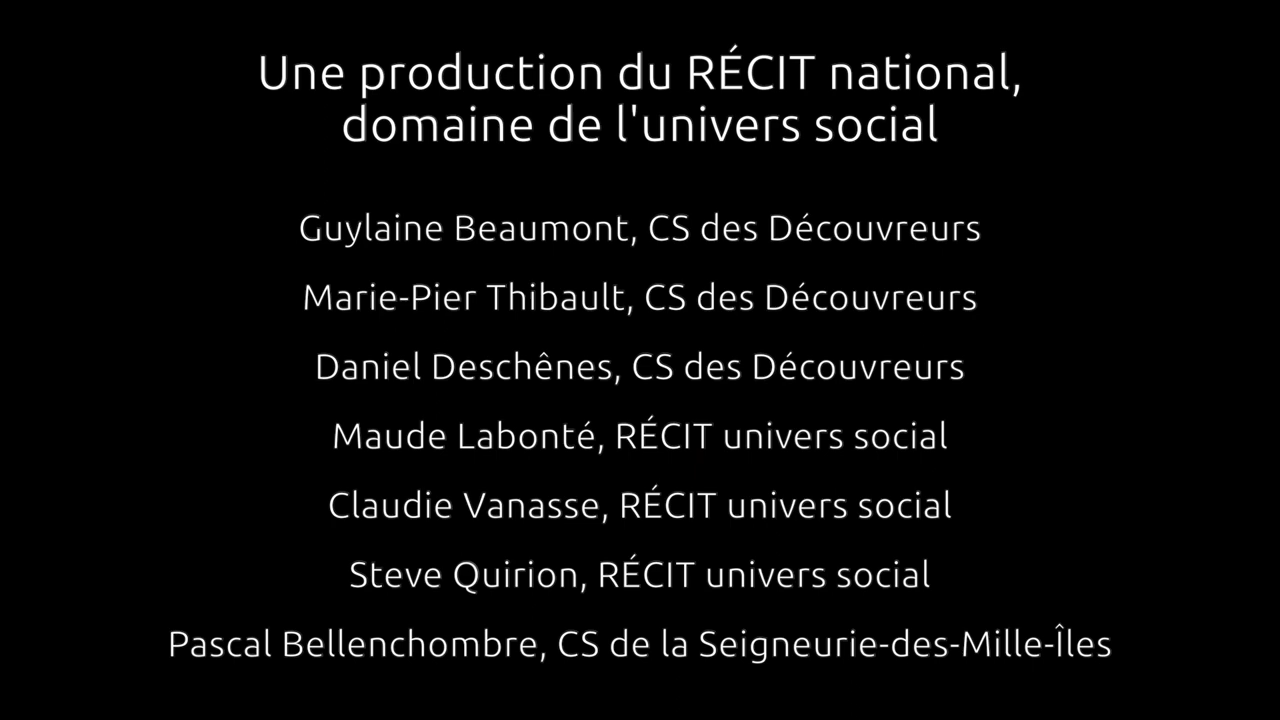 Une production du RÉCIT national,
domaine de l'univers social
Guylaine Beaumont, CS des Découvreurs
Marie-Pier Thibault, CS des Découvreurs
Daniel Deschênes, CS des Découvreurs
Maude Labonté, RÉCIT univers social
Claudie Vanasse, RÉCIT univers social
Steve Quirion, RÉCIT univers social
Pascal Bellenchombre, CS de la Seigneurie-des-Mille-Îles